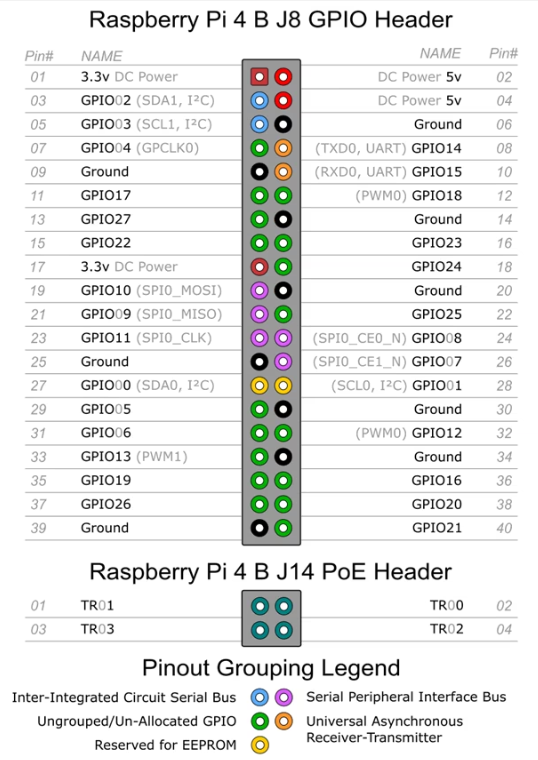 Raspberry Pi 4 B J8 GPIO Header
Pin# NAME NAME Pin#
01 3.3v DC Power DC Power 5v 02
03 GPIO02 (SDA1, I²C) DC Power 5v 04
05 GPIO03 (SCL1, I²C) Ground 06
07 GPIO04 (GPCLK0) (TXD0, UART) GPIO14 08
09 Ground (RXD0, UART) GPIO15 10
11 GPIO17 (PWM0) GPIO18 12
13 GPIO27 Ground 14
15 GPIO22 GPIO23 16
17 3.3v DC Power GPIO24 18
19 GPIO10 (SPI0_MOSI) Ground 20
21 GPIO09 (SPI0_MISO) GPIO25 22
23 GPIO11 (SPI0_CLK) (SPI0_CE0_N) GPIO08 24
25 Ground (SPI0_CE1_N) GPIO07 26
27 GPIO00 (SDA0, I²C) (SCL0, I²C) GPIO01 28
29 GPIO05 Ground 30
31 GPIO06 (PWM0) GPIO12 32
33 GPIO13 (PWM1) Ground 34
35 GPIO19 GPIO16 36
37 GPIO26 GPIO20 38
39 Ground GPIO21 40
Raspberry Pi 4 B J14 PoE Header
01 TR01 TR00 02
03 TR03 TR02 04
Pinout Grouping Legend
Inter-Integrated Circuit Serial Bus Serial Peripheral Interface Bus
Ungrouped/Un-Allocated GPIO Universal Asynchronous
Receiver-Transmitter
Reserved for EEPROM